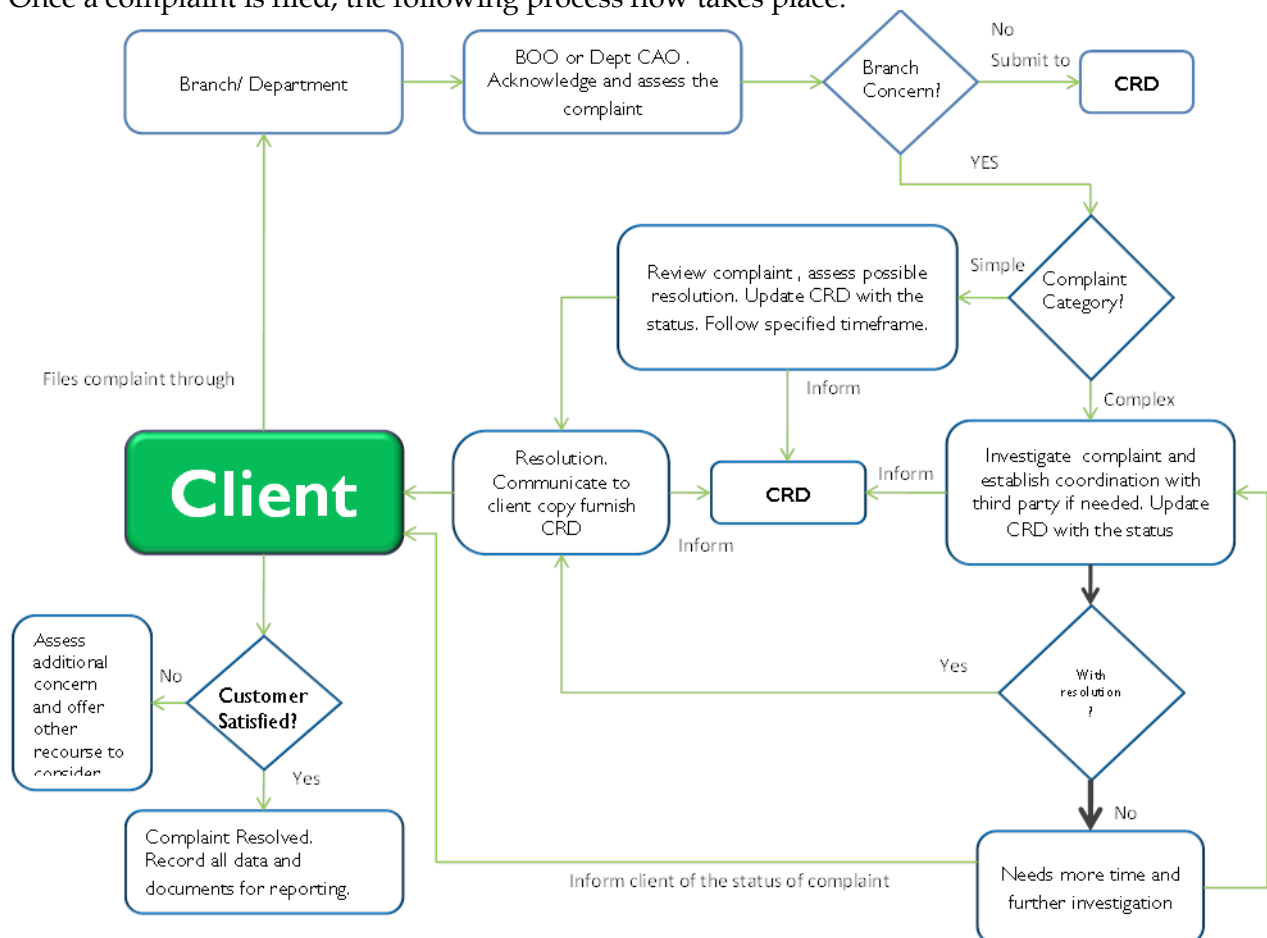 Once a complaint is filed, the following process flow takes place:
Branch/ Department
BOO or Dept CAO .
Acknowledge and assess the
complaint
Branch
Concern?
No
Submit to
CRD
YES
Complaint
Category?
Simple
Review complaint , assess possible
resolution. Update CRD with the
status. Follow specified timeframe.
Inform
Complex
Files complaint through
Client
Resolution.
Communicate to
client copy furnish
CRD
Inform
CRD
Inform
Investigate complaint and
establish coordination with
third party if needed. Update
CRD with the status
With
resolution
?
Yes
No
Needs more time and
further investigation
Inform client of the status of complaint
Customer
Satisfied?
No
Assess
additional
concern
and offer
other
recourse to
consider
Yes
Complaint Resolved.
Record all data and
documents for reporting.